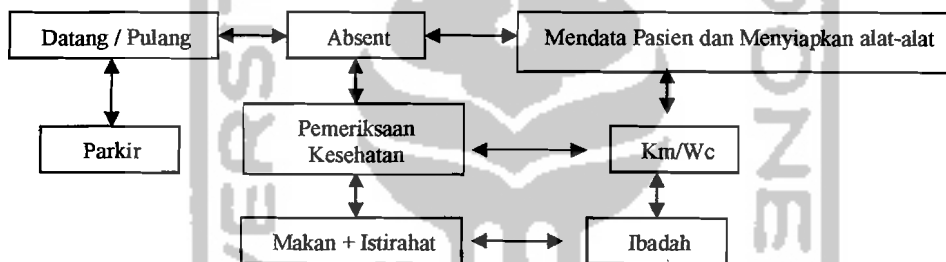 Datang / Pulang
Absent
Mendata Pasien dan Menyiapkan alat-alat
Parkir
Pemeriksaan
Kesehatan
Km/Wc
Makan + Istirahat
Ibadah